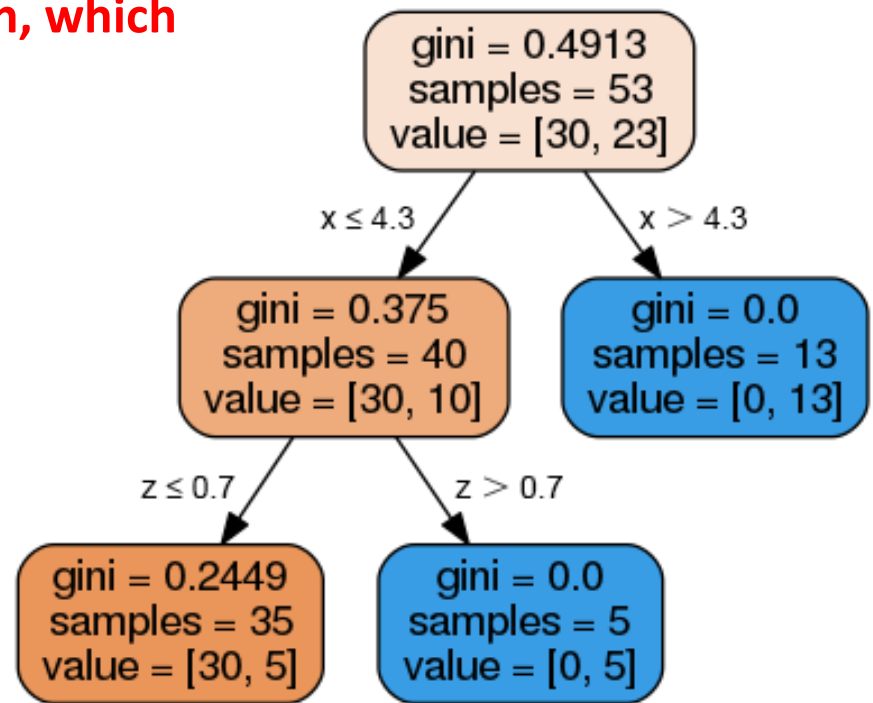 n, which
gini = 0.4913
samples = 53
value = [30, 23]
x ≤ 4.3
x > 4.3
gini = 0.375
samples = 40
value = [30, 10]
gini = 0.0
samples = 13
value = [0, 13]
z ≤ 0.7
z > 0.7
gini = 0.2449
samples = 35
value = [30, 5]
gini = 0.0
samples = 5
value = [0, 5]